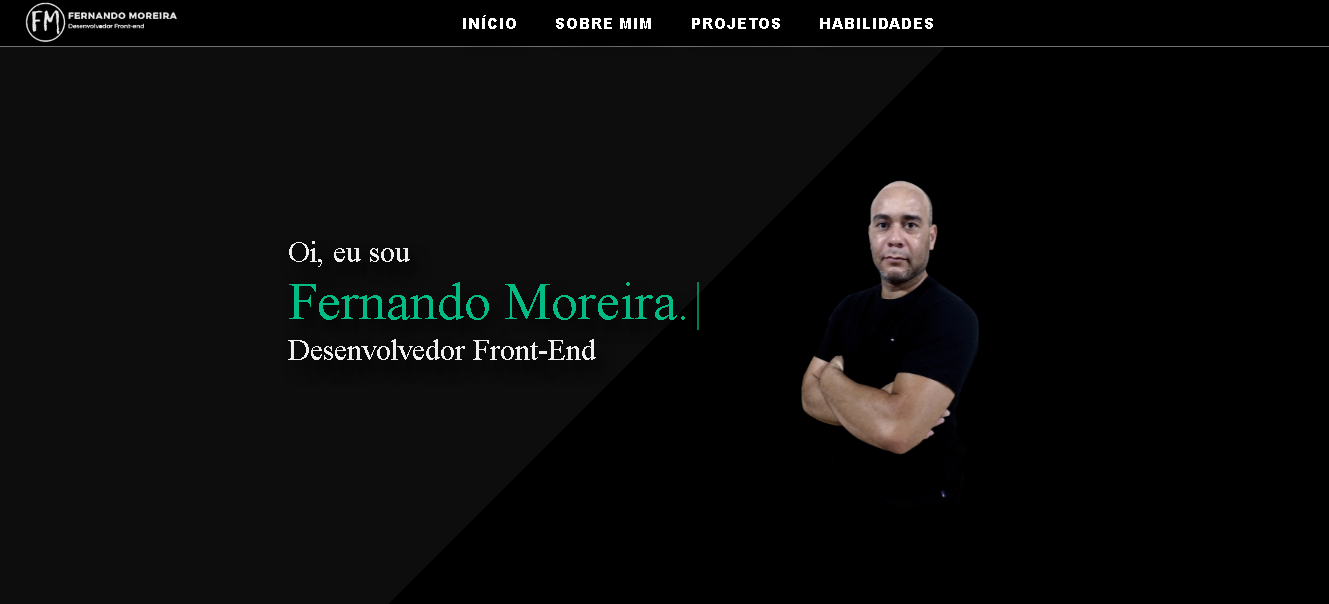 FM
FERNANDO MOREIRA
Desenvolvedor Front-end
INÍCIO SOBRE MIM PROJETOS HABILIDADES
Oi, eu sou
Fernando Moreira.|
Desenvolvedor Front-End